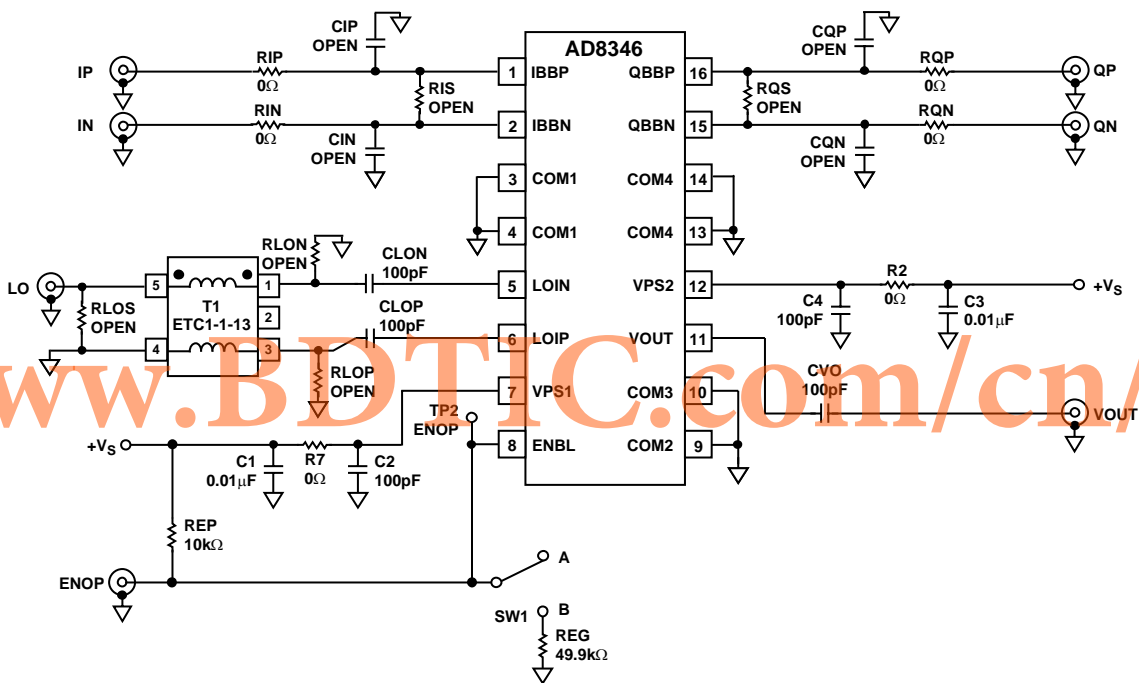 CIP
OPEN
AD8346
CQP
OPEN
IP
RIP
0Ω
RIS
OPEN
1
IBBP
QBBP
16
RQS
OPEN
RQP
0Ω
QP
IN
RIN
0Ω
CIN
OPEN
2
IBBN
QBBN
15
CQN
OPEN
RQN
0Ω
QN
3
COM1
COM4
14
4
COM1
COM4
13
LO
RLOS
OPEN
5
1
T1
ETC1-1-13
2
4
3
RLON
OPEN
CLON
100pF
5
LOIN
VPS2
12
C4
100pF
R2
0Ω
C3
0.01μF
+VS
CLOP
100pF
6
LOIP
VOUT
11
RLOP
OPEN
CVO
100pF
VOUT
7
VPS1
COM3
10
www.BDTIC.com/cn/
TP2
ENOP
8
ENBL
COM2
9
+VS
C1
0.01μF
R7
0Ω
C2
100pF
REP
10kΩ
ENOP
A
SW1
B
REG
49.9kΩ